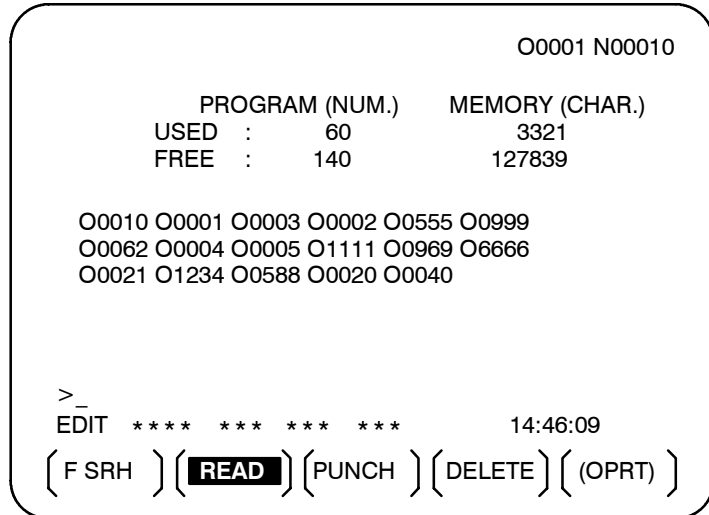 O0001 N00010
PROGRAM (NUM.) MEMORY (CHAR.)
USED : 60 3321
FREE : 140 127839
O0010 O0001 O0003 O0002 O0555 O0999
O0062 O0004 O0005 O1111 O0969 O6666
O0021 O1234 O0588 O0020 O0040
>_
EDIT **** *** *** *** 14:46:09
F SRH READ PUNCH DELETE (OPRT)